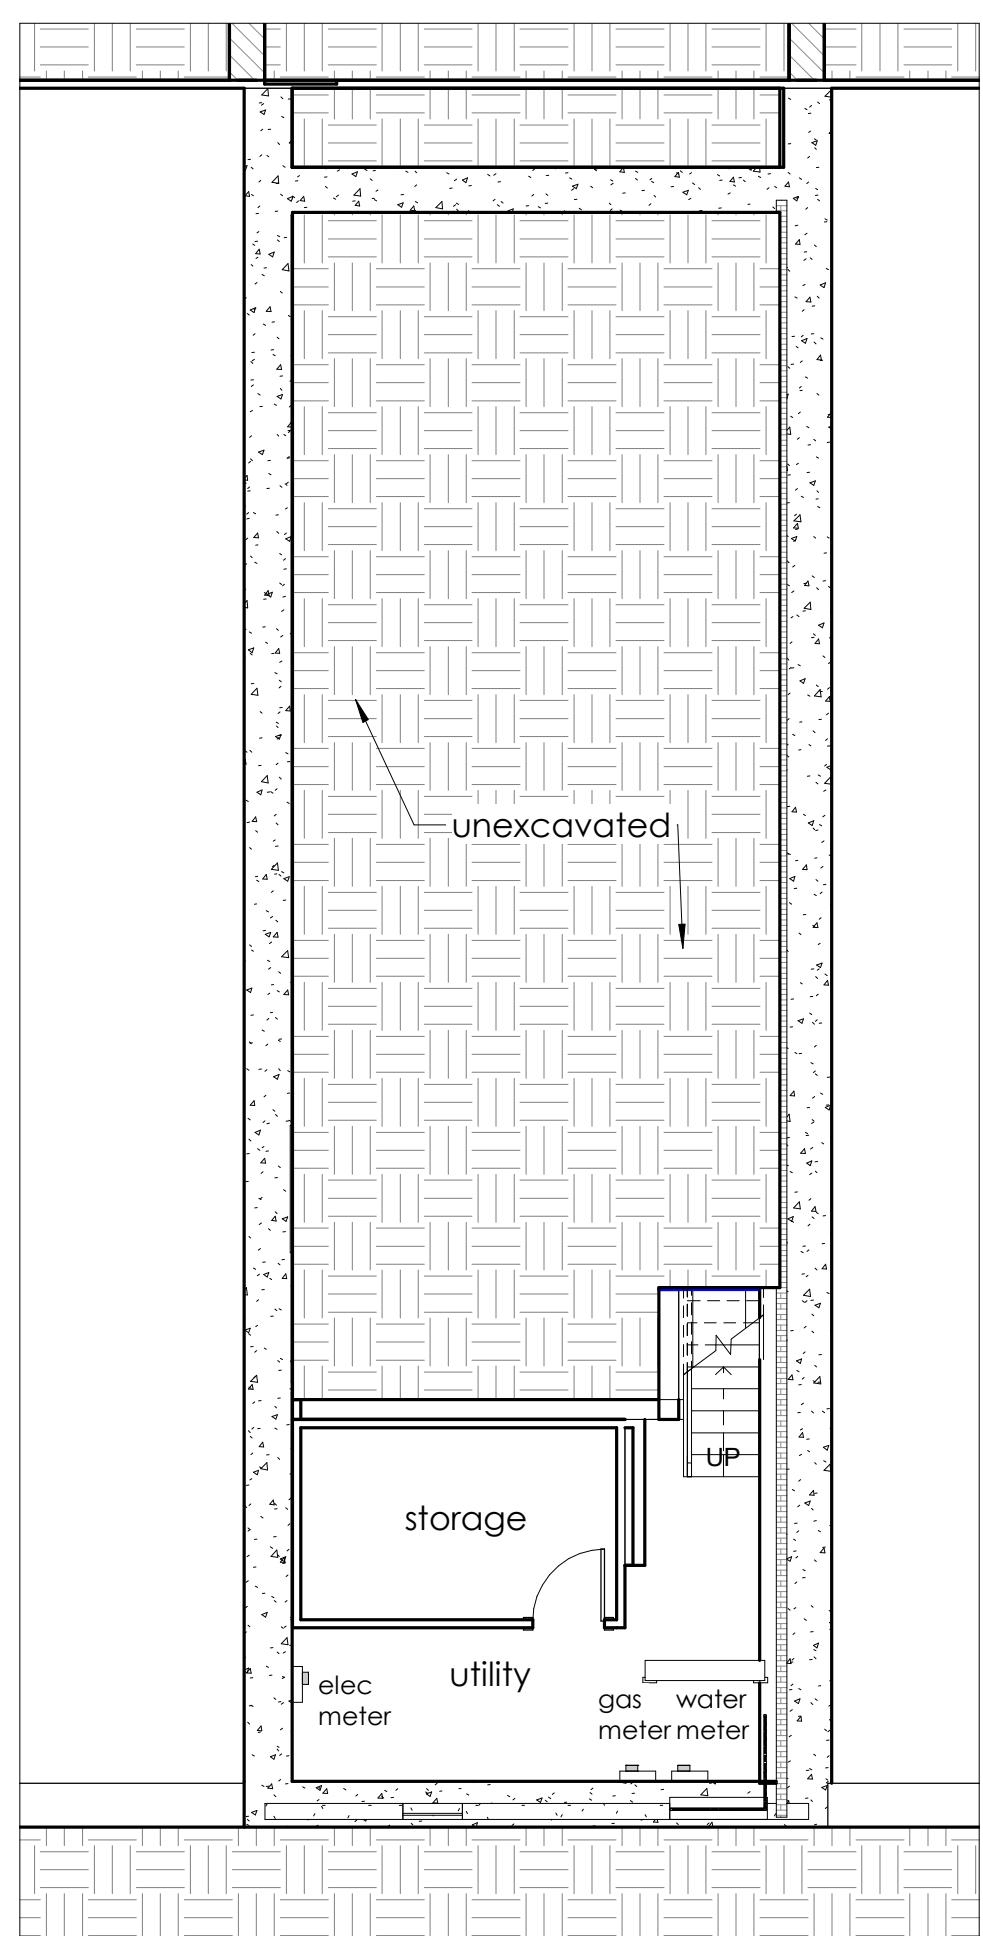 unexcavated
UP
storage
utility
elec
meter
gas
meter
water
meter